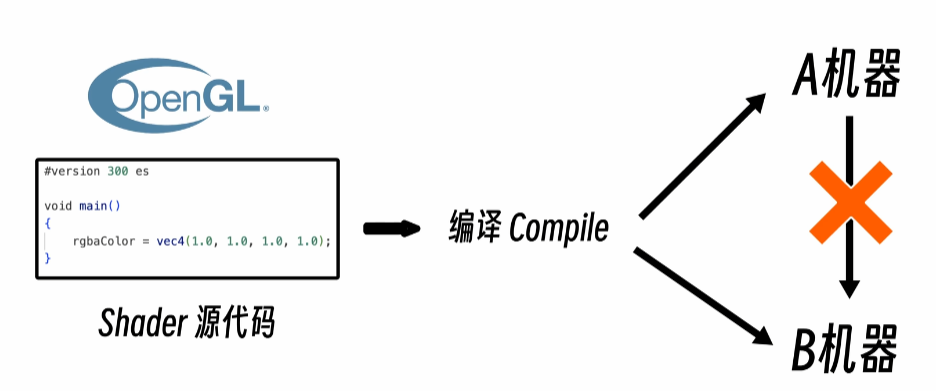 OpenGL®
#version 300 es
void main()
{
rgbaColor = vec4(1.0, 1.0, 1.0, 1.0);
}
Shader 源代码
编译 Compile
A机器
B机器